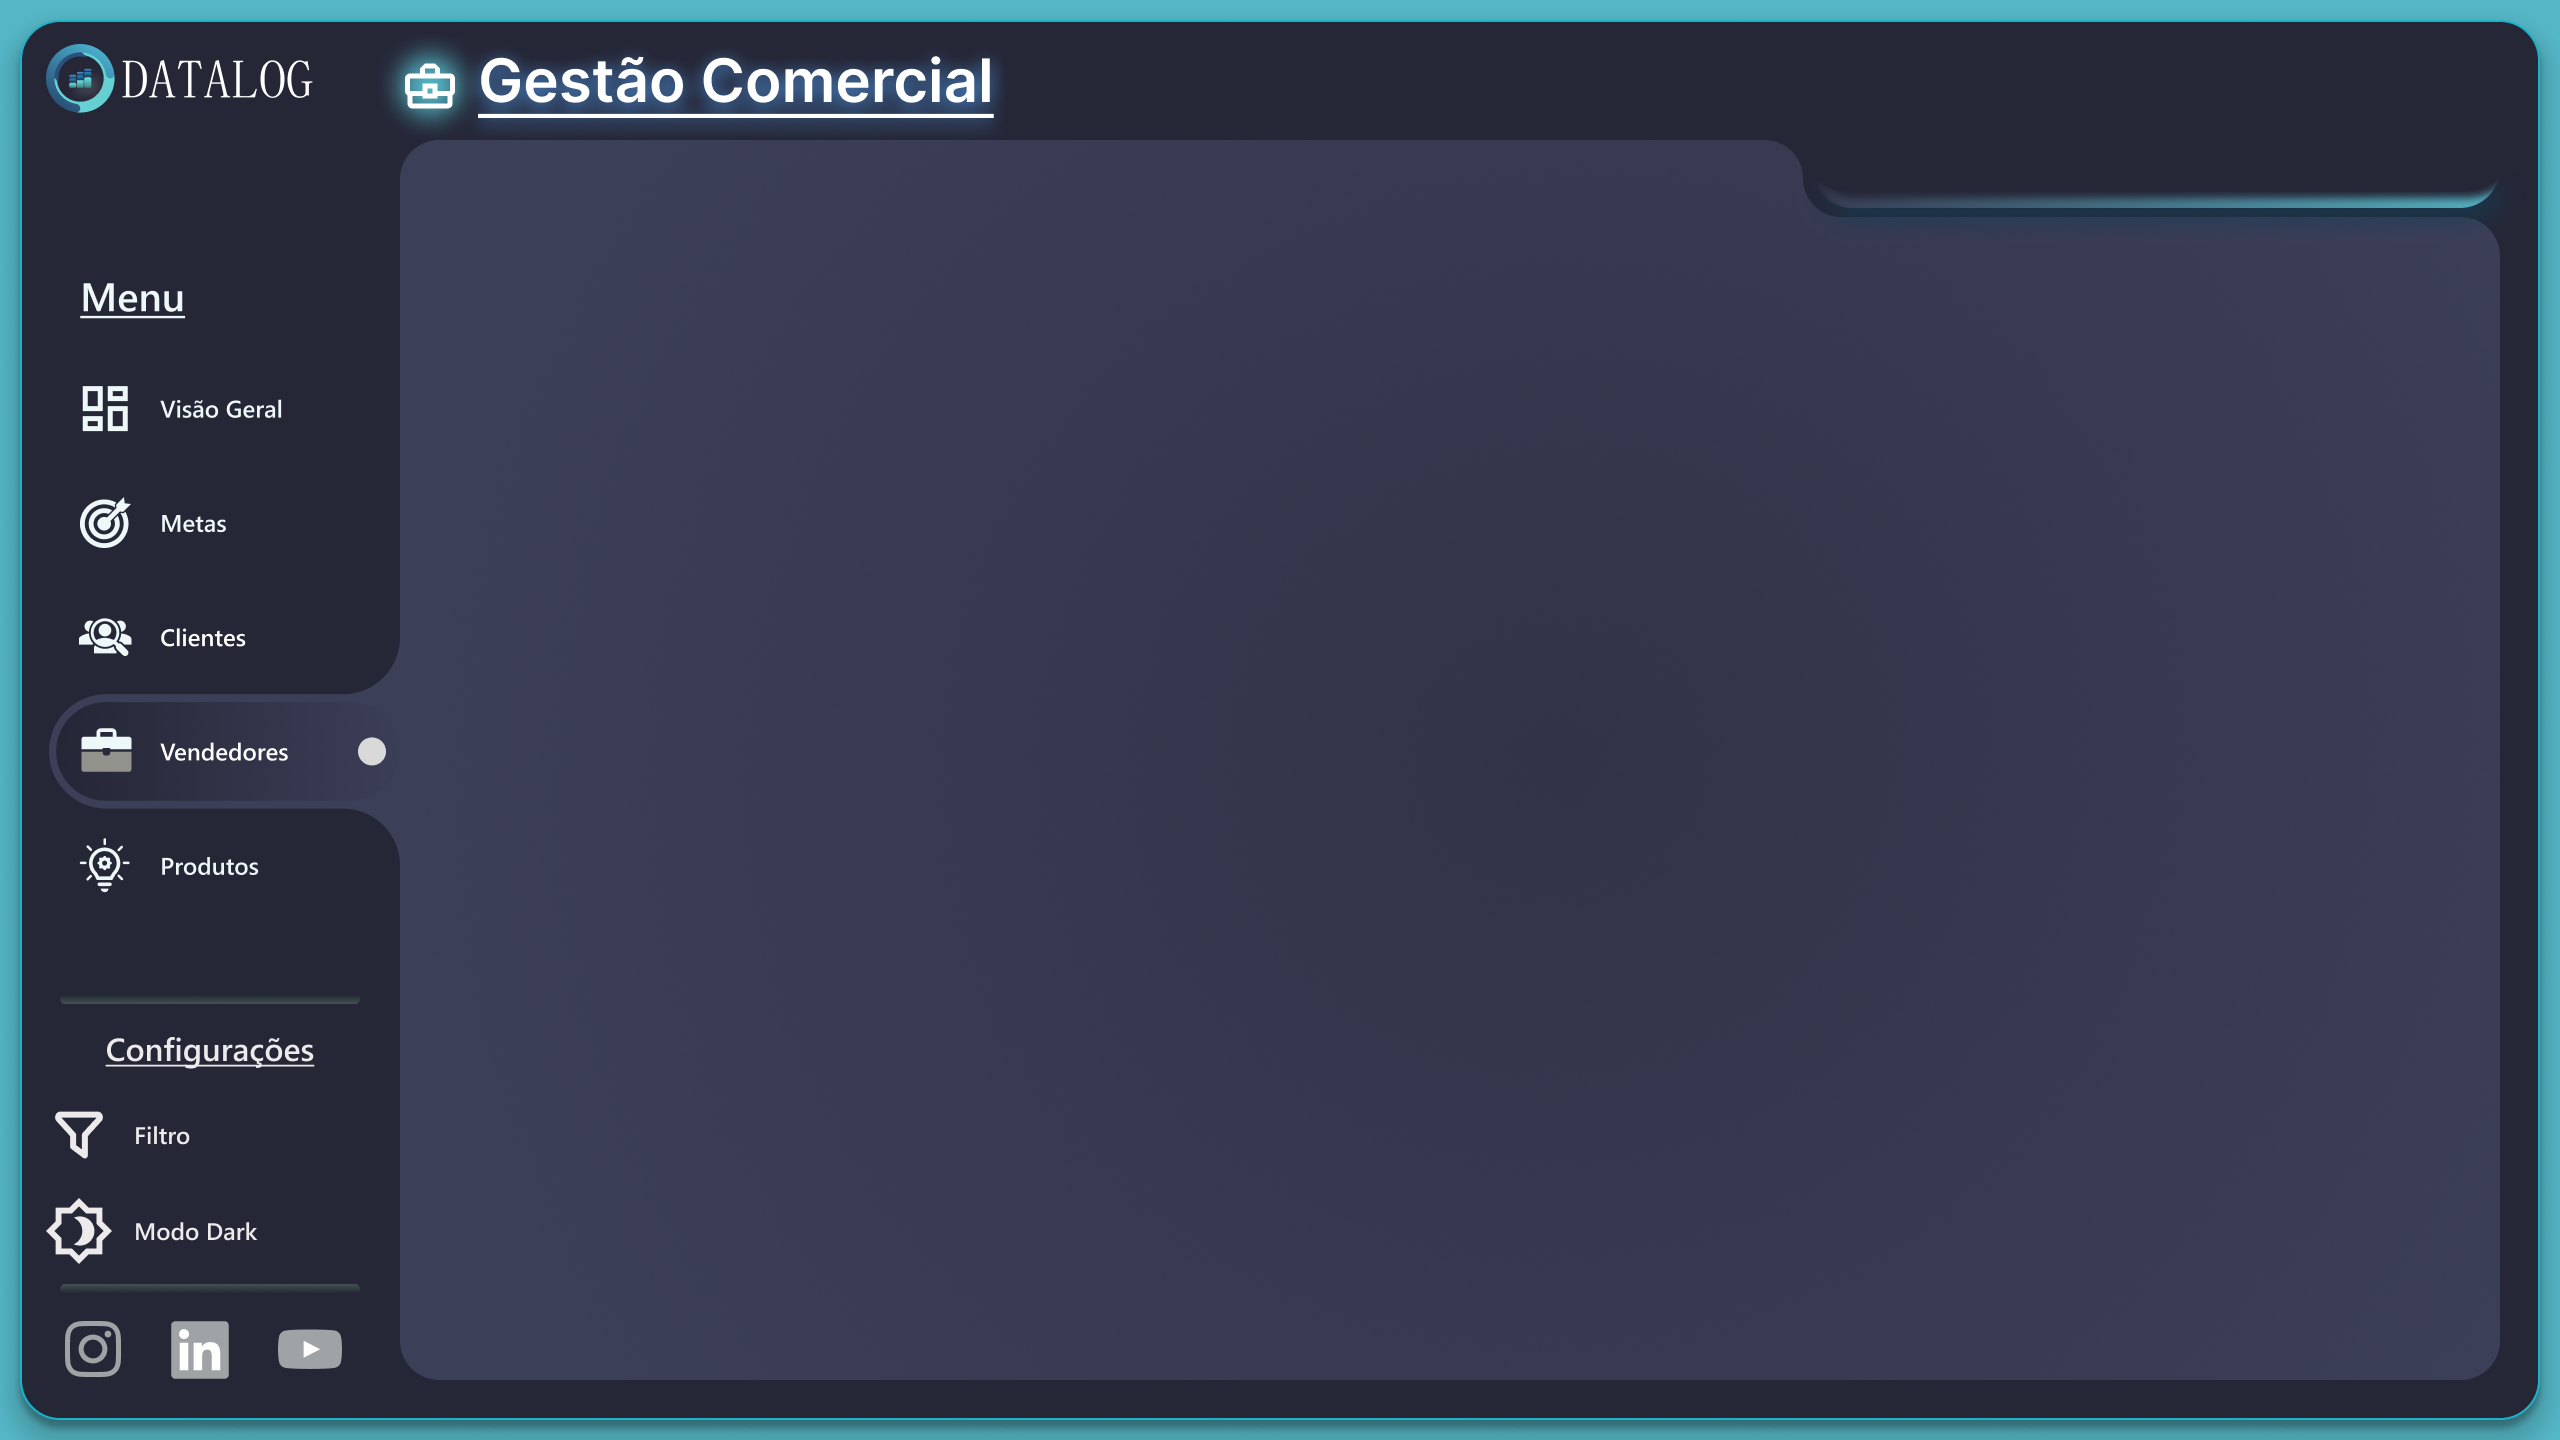 DATALOG
Gestão Comercial
Menu
Visão Geral
Metas
Clientes
Vendedores
Produtos
Configurações
Filtro
Modo Dark
in